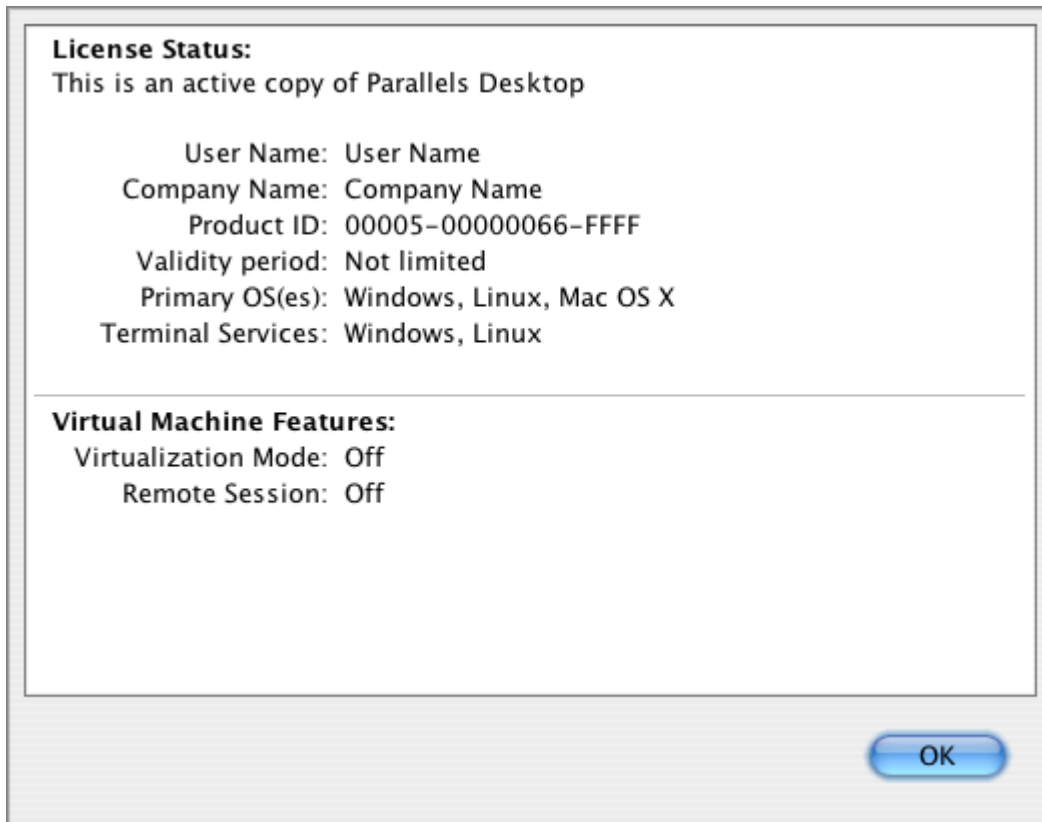 License Status:
This is an active copy of Parallels Desktop
User Name: User Name
Company Name: Company Name
Product ID: 00005-00000066-FFFF
Validity period: Not limited
Primary OS(es): Windows, Linux, Mac OS X
Terminal Services: Windows, Linux
Virtual Machine Features:
Virtualization Mode: Off
Remote Session: Off
OK